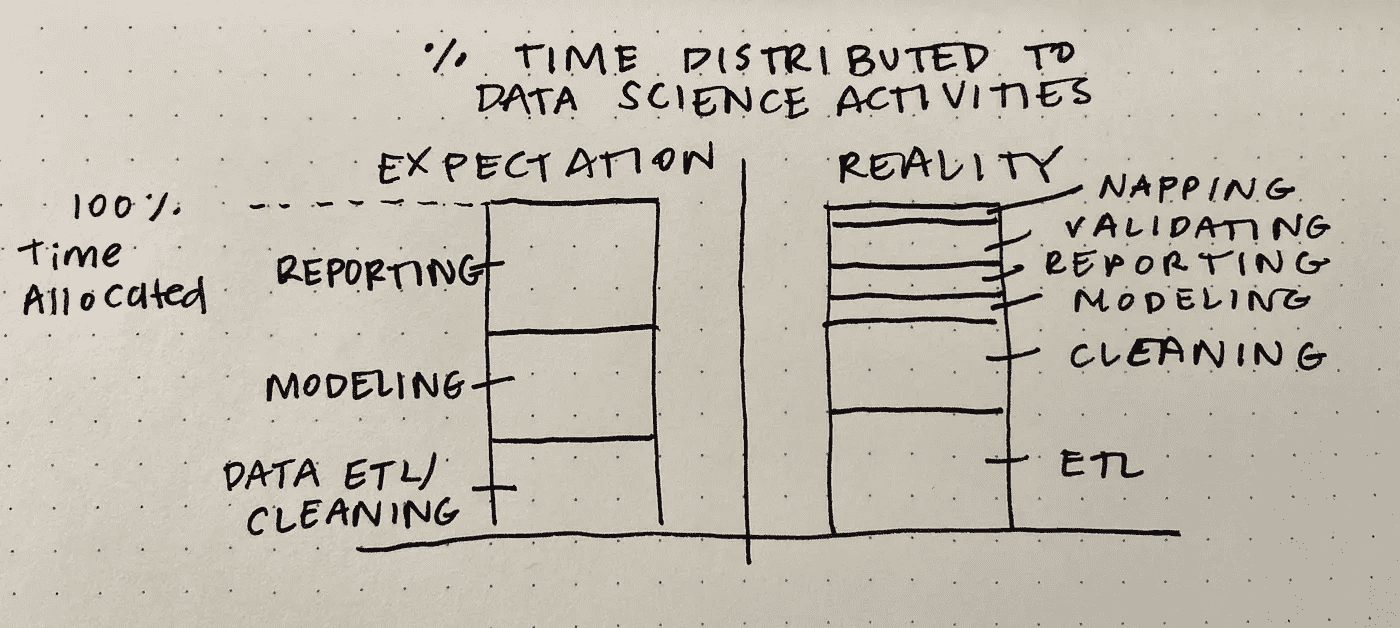 % TIME DISTRIBUTED TO
DATA SCIENCE ACTIVITIES
EXPECTATION
REALITY
100%
Time
Allocated
REPORTING
MODELING
DATA ETL/
CLEANING
NAPPING
VALIDATING
REPORTING
MODELING
CLEANING
ETL